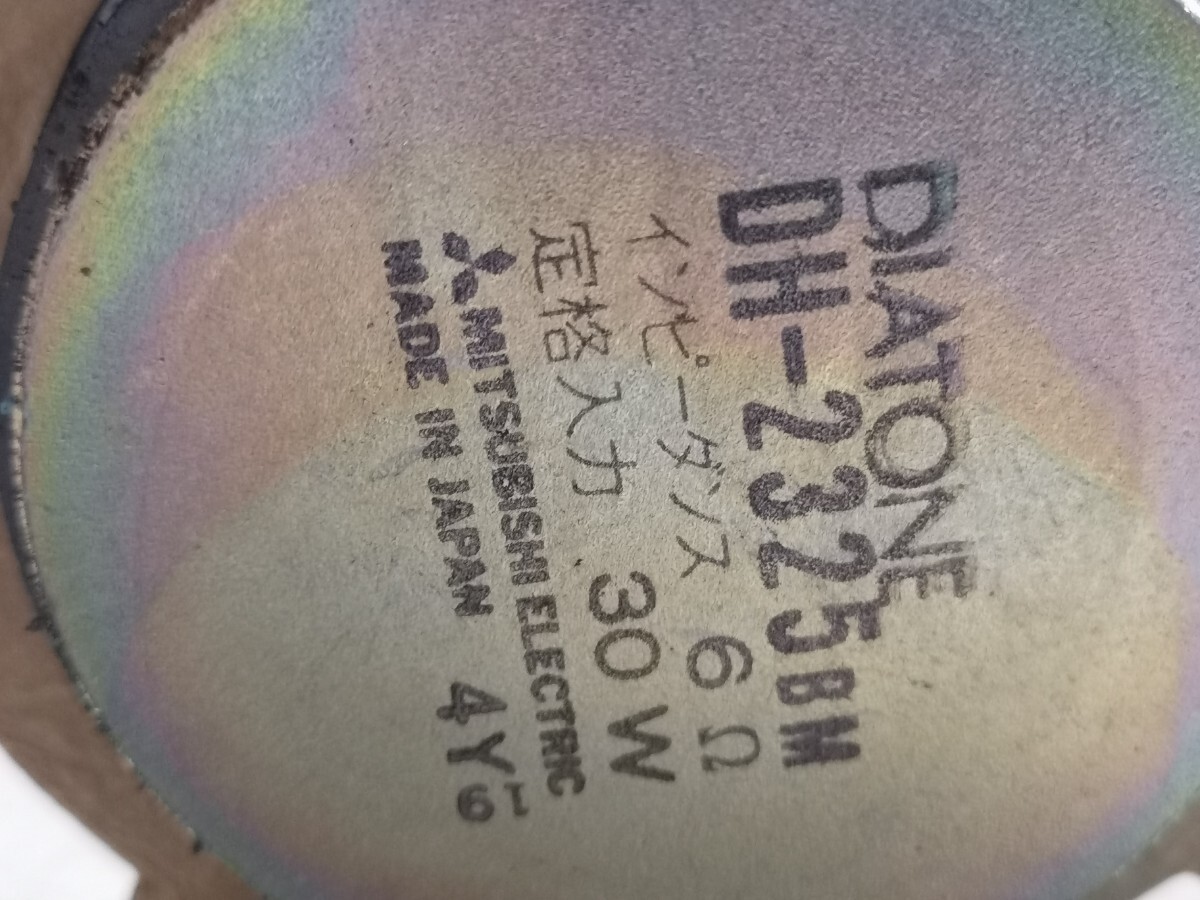 DIATONE
DH-2325BM
インピーダンス 6Ω
定格入力 30W
MITSUBISHI ELECTRIC
MADE IN JAPAN 4Y